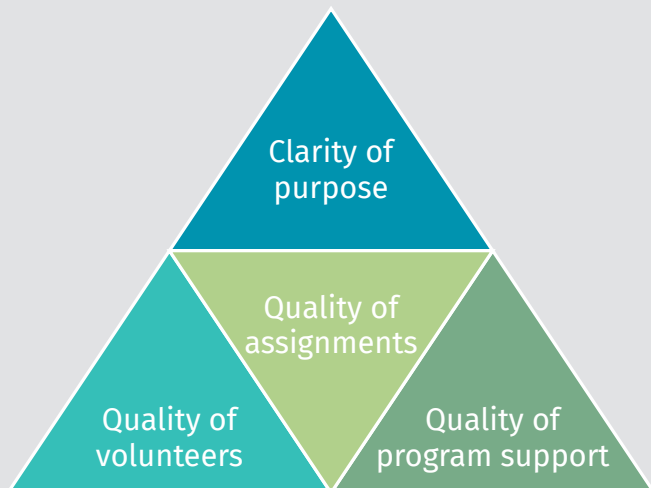 Clarity of
purpose
Quality of
assignments
Quality of
volunteers
Quality of
program support